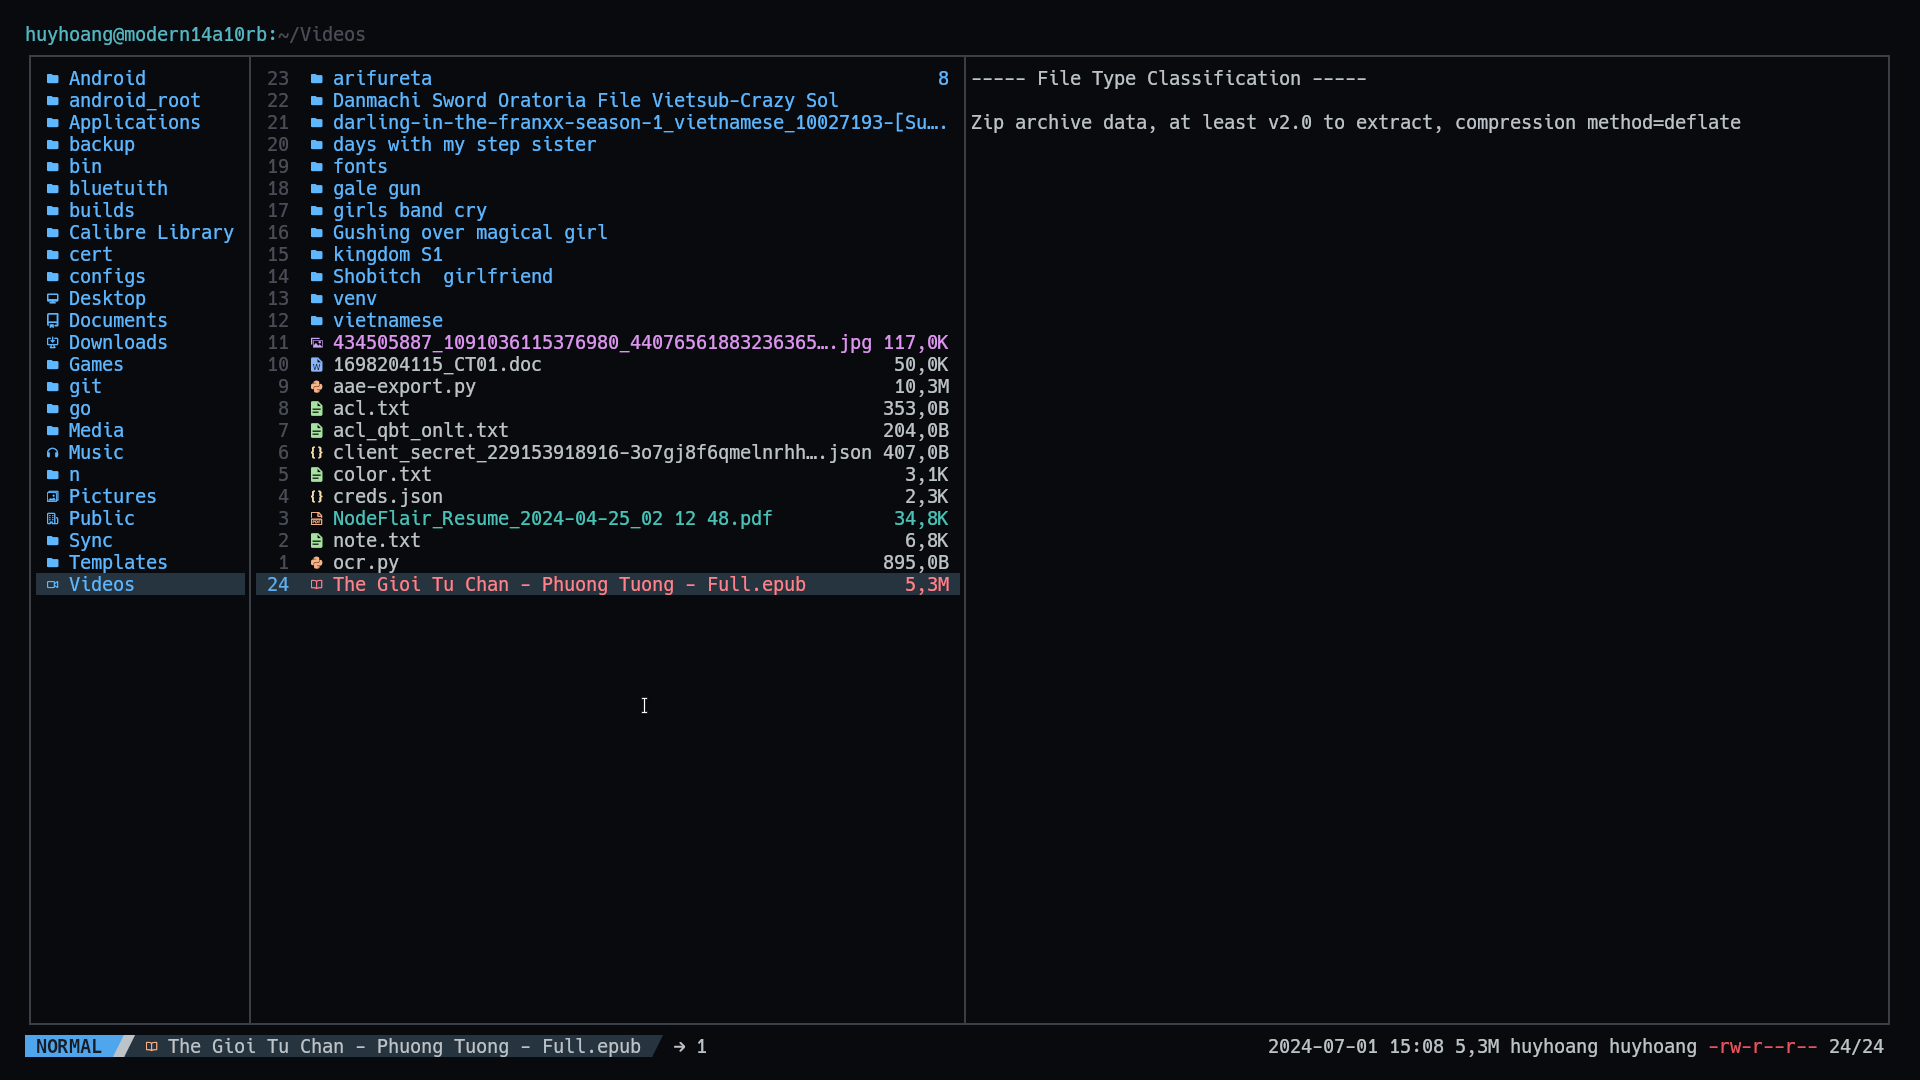 huyhoang@modern14a10rb:~/Videos
Android
android_root
Applications
backup
bin
bluetuith
builds
Calibre Library
cert
configs
Desktop
Documents
Downloads
Games
git
go
Media
Music
n
Pictures
Public
Sync
Templates
Videos
23 arifureta 8
22 Danmachi Sword Oratoria File Vietsub-Crazy Sol
21 darling-in-the-franxx-season-1_vietnamese_10027193-[Su….
20 days with my step sister
19 fonts
18 gale gun
17 girls band cry
16 Gushing over magical girl
15 kingdom S1
14 Shobitch  girlfriend
13 venv
12 vietnamese
11 434505887_1091036115376980_44076561883236365….jpg 117,0K
10 1698204115_CT01.doc 50,0K
9 aae-export.py 10,3M
8 acl.txt 353,0B
7 acl_qbt_onlt.txt 204,0B
6 client_secret_229153918916-3o7gj8f6qmelnrhh….json 407,0B
5 color.txt 3,1K
4 creds.json 2,3K
3 NodeFlair_Resume_2024-04-25_02 12 48.pdf 34,8K
2 note.txt 6,8K
1 ocr.py 895,0B
24 The Gioi Tu Chan - Phuong Tuong - Full.epub 5,3M
----- File Type Classification -----
Zip archive data, at least v2.0 to extract, compression method=deflate
NORMAL The Gioi Tu Chan - Phuong Tuong - Full.epub → 1 2024-07-01 15:08 5,3M huyhoang huyhoang -rw-r--r-- 24/24